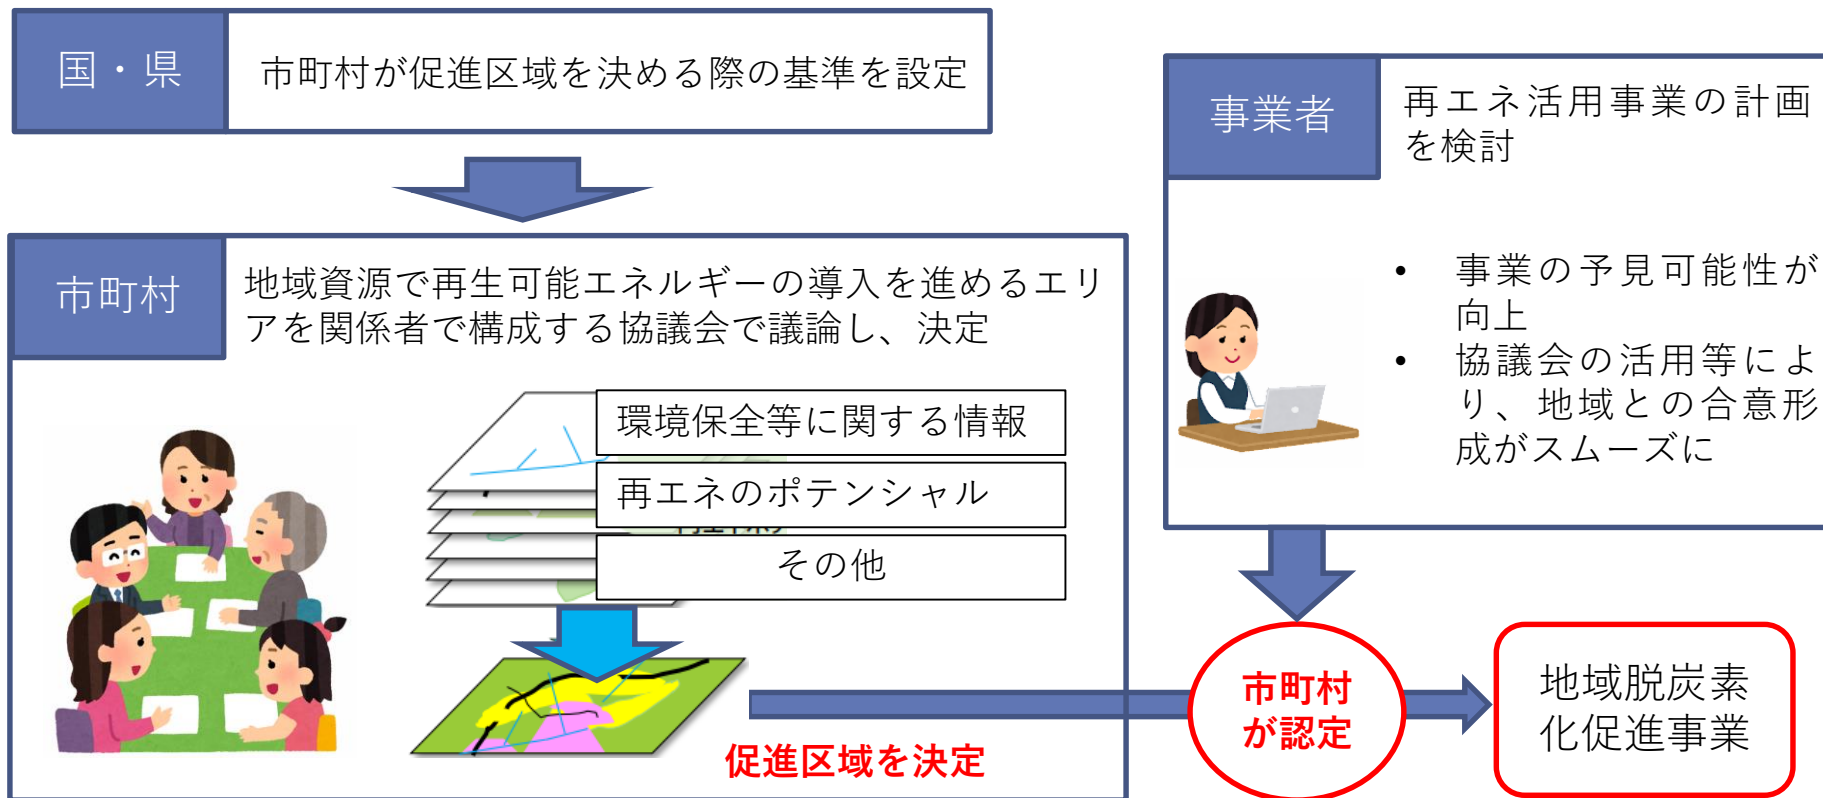 国・県
市町村が促進区域を決める際の基準を設定
市町村
地域資源で再生可能エネルギーの導入を進めるエリ
アを関係者で構成する協議会で議論し、決定
環境保全等に関する情報
再エネのポテンシャル
その他
促進区域を決定
事業者
再エネ活用事業の計画
を検討
• 事業の予見可能性が
向上
• 協議会の活用等によ
り、地域との合意形
成がスムーズに
市町村
が認定
地域脱炭素
化促進事業